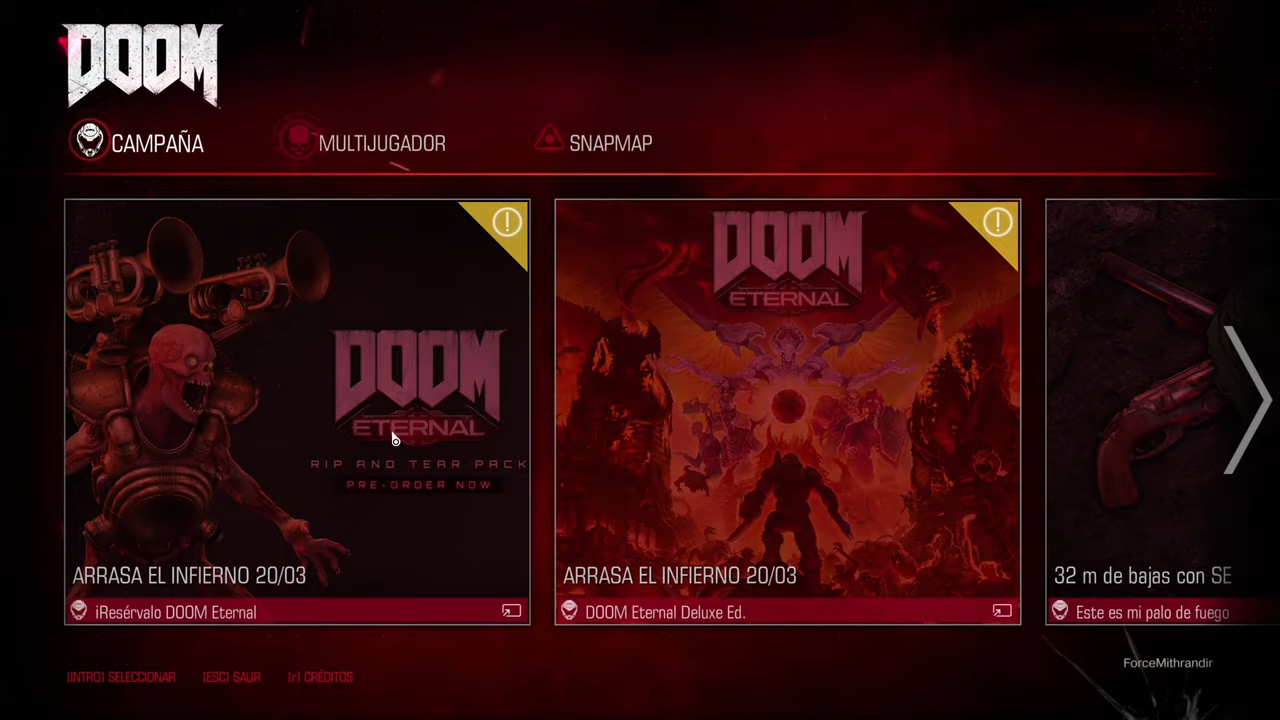 DOOM
CAMPAÑA
MULTIJUGADOR
SNAPMAP
DOOM
ETERNAL
RIP AND TEAR PACK
PRE-ORDER NOW
ARRASA EL INFIERNO 20/03
¡Resérvalo DOOM Eternal
DOOM
ETERNAL
ARRASA EL INFIERNO 20/03
DOOM Eternal Deluxe Ed.
32 m de bajas con SE
Este es mi palo de fuego
ForceMithrandir
[INTRO] SELECCIONAR [ESC] SALIR [r] CRÉDITOS